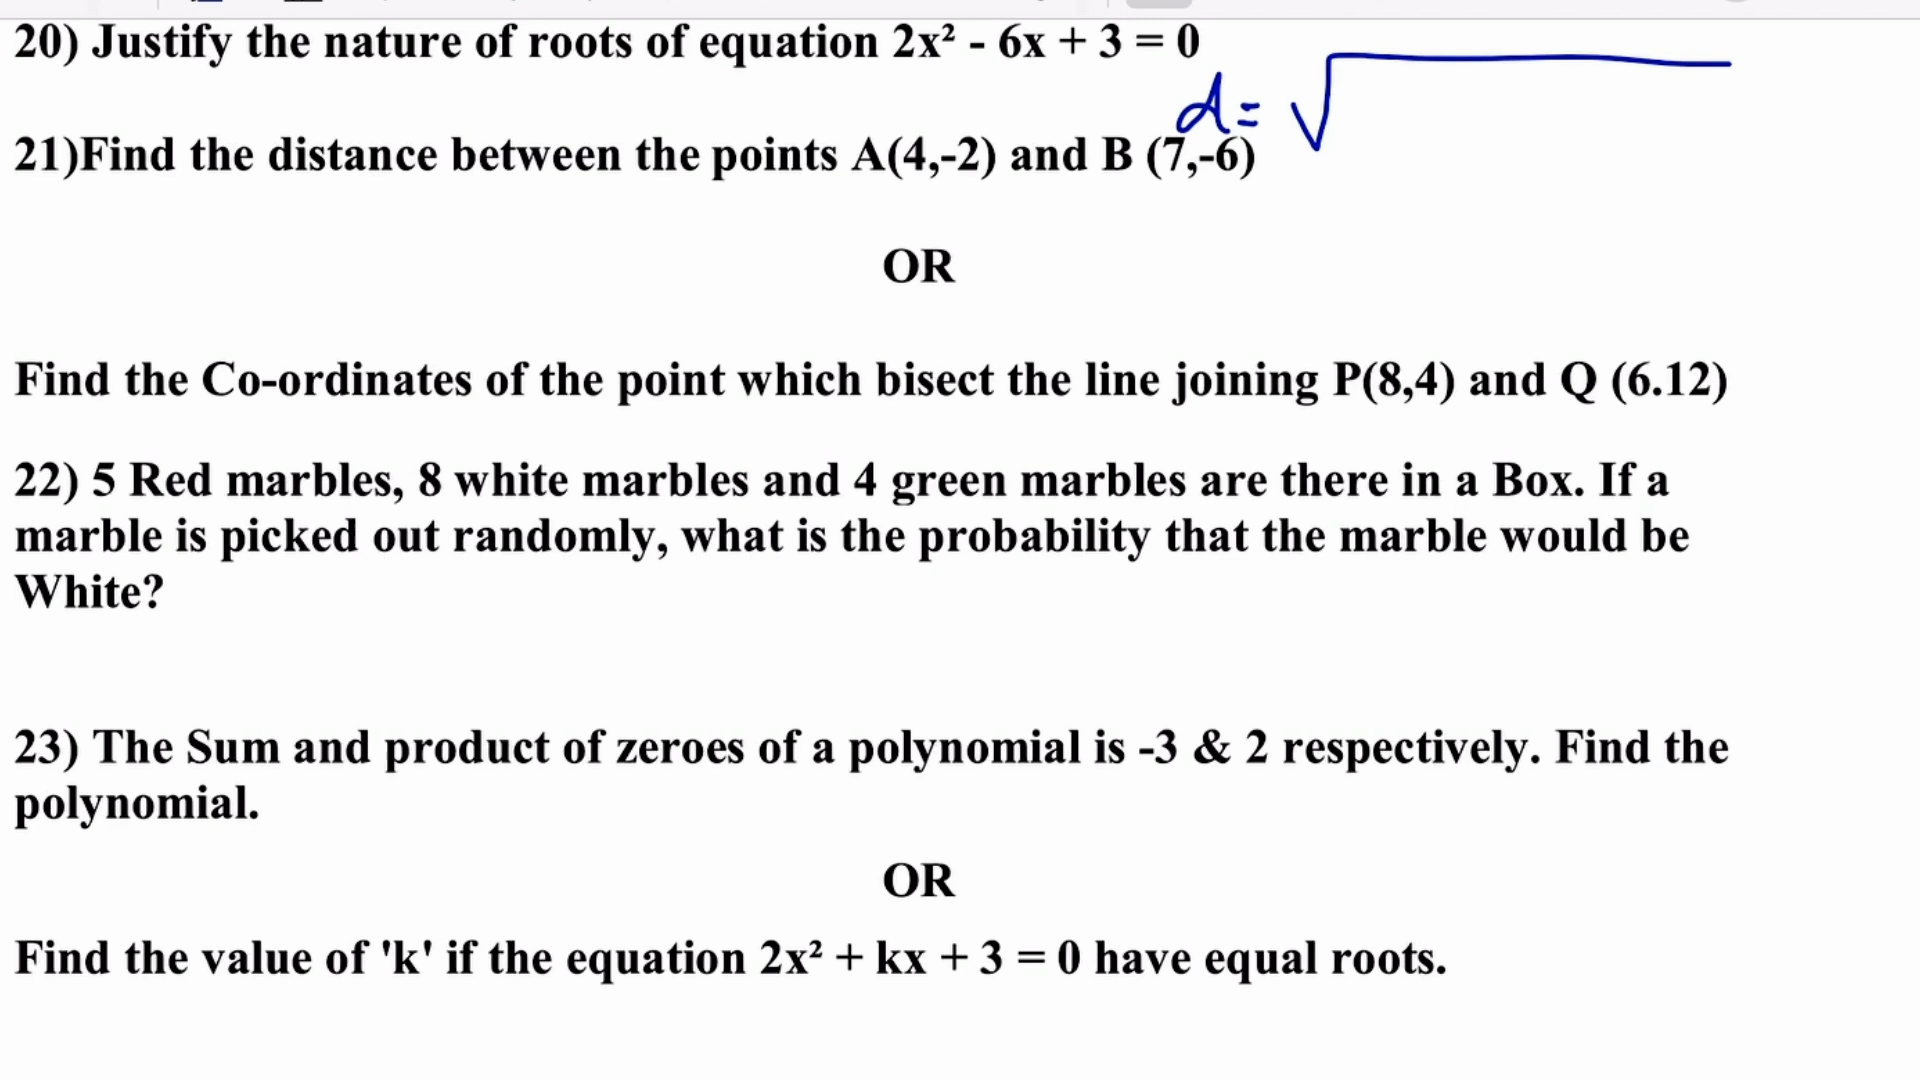 20) Justify the nature of roots of equation 2x² - 6x + 3 = 0
d = √
21)Find the distance between the points A(4,-2) and B (7,-6)
OR
Find the Co-ordinates of the point which bisect the line joining P(8,4) and Q (6.12)
22) 5 Red marbles, 8 white marbles and 4 green marbles are there in a Box. If a
marble is picked out randomly, what is the probability that the marble would be
White?
23) The Sum and product of zeroes of a polynomial is -3 & 2 respectively. Find the
polynomial.
OR
Find the value of 'k' if the equation 2x² + kx + 3 = 0 have equal roots.